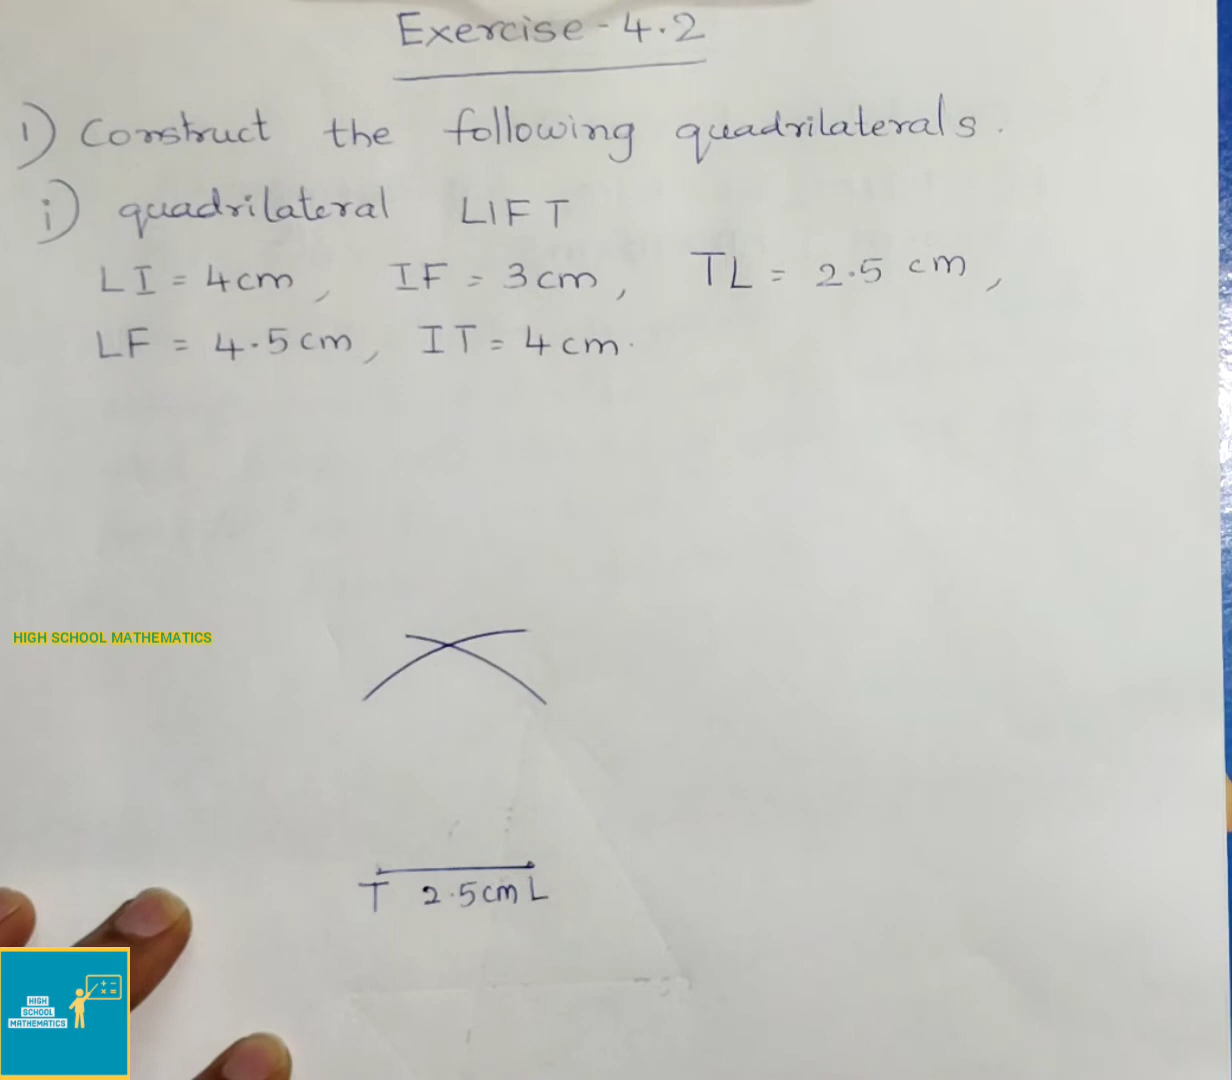 Exercise - 4.2
1) Construct the following quadrilaterals.
i) quadrilateral LIFT
LI = 4cm, IF = 3cm, TL = 2.5 cm,
LF = 4.5cm, IT = 4cm.
HIGH SCHOOL MATHEMATICS
T 2.5cm L
HIGH
SCHOOL
MATHEMATICS
+ -
× =